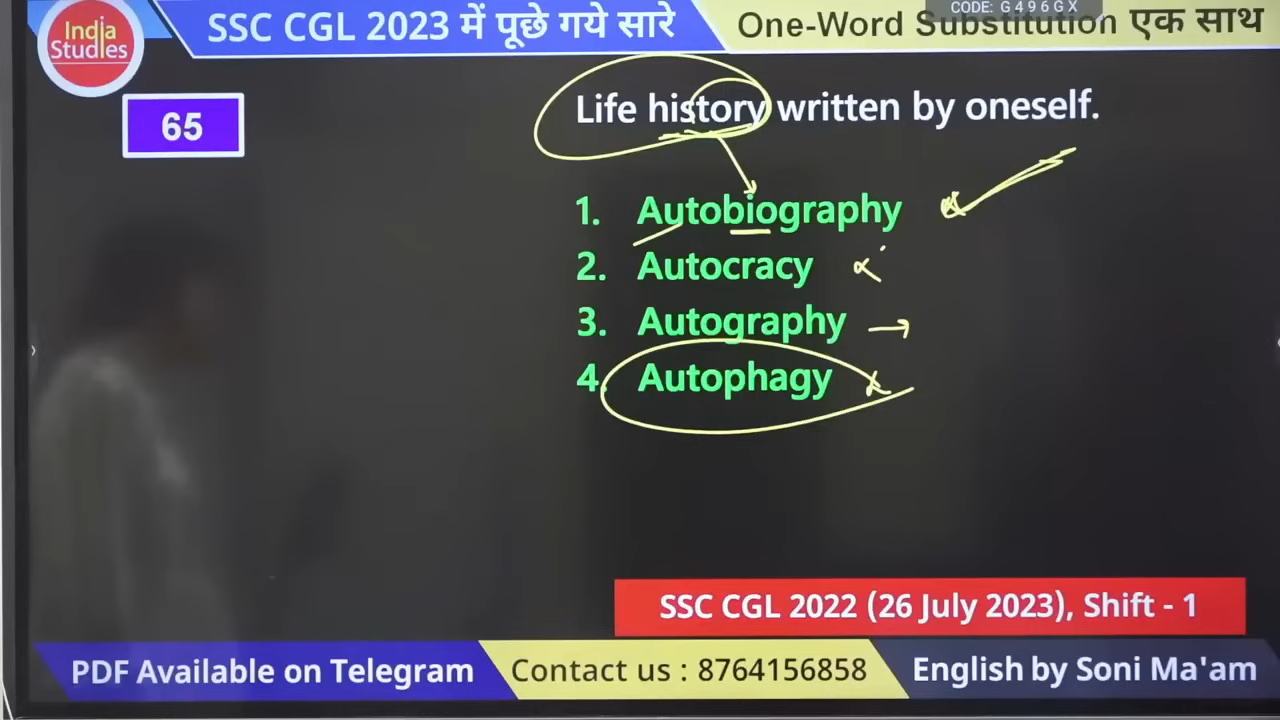 India
Studies
SSC CGL 2023 में पूछे गये सारे
One-Word Substitution एक साथ
CODE: G496GX
65
Life history written by oneself.
1. Autobiography
2. Autocracy
3. Autography
4. Autophagy
SSC CGL 2022 (26 July 2023), Shift - 1
PDF Available on Telegram
Contact us : 8764156858
English by Soni Ma'am